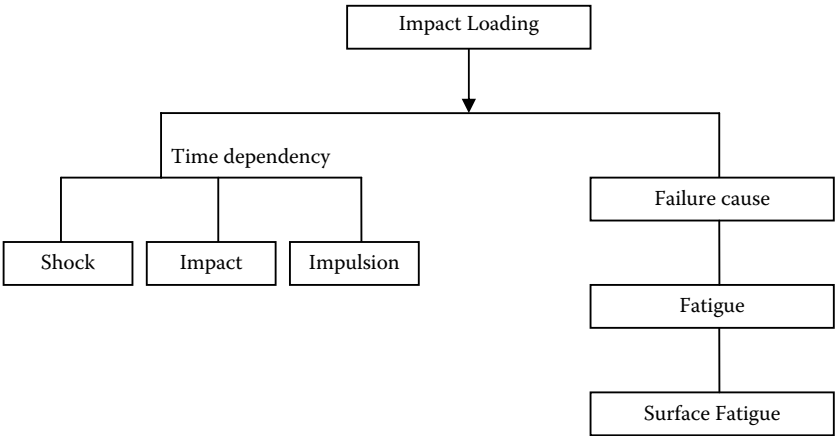 Impact Loading
Time dependency
Failure cause
Shock
Impact
Impulsion
Fatigue
Surface Fatigue